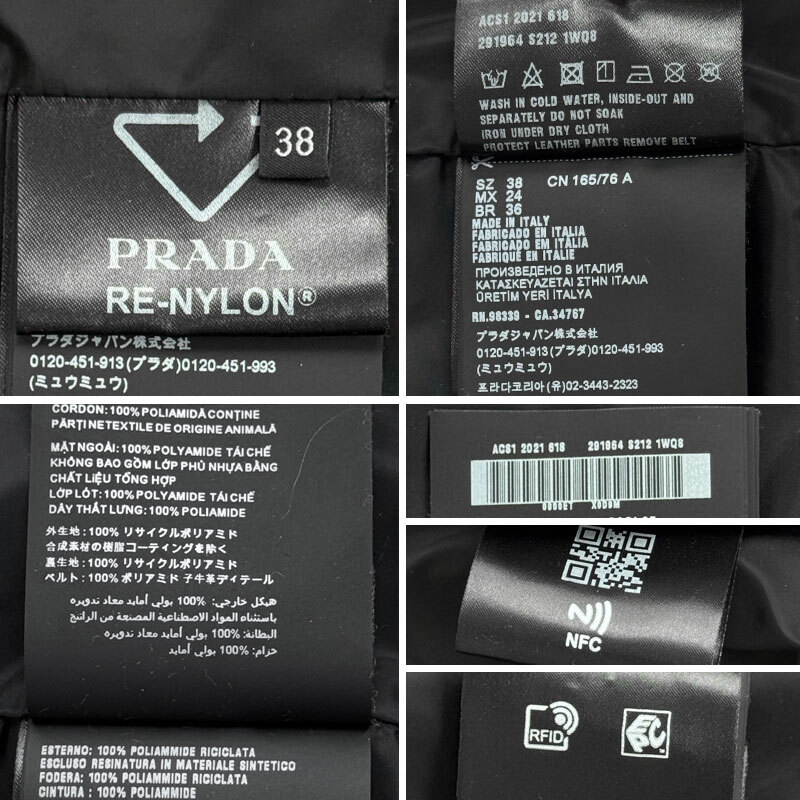 PRADA
RE-NYLON®
38
プラダジャパン株式会社
0120-451-913(プラダ)0120-451-993
(ミュウミュウ)
ACS1 2021 618
291964 S212 1WQ8
WASH IN COLD WATER, INSIDE-OUT AND
SEPARATELY DO NOT SOAK
IRON UNDER DRY CLOTH
PROTECT LEATHER PARTS REMOVE BELT
SZ 38 CN 165/76 A
MX 24
BR 36
MADE IN ITALY
FABRICADO EN ITALIA
FABRICADO EM ITALIA
FABRIQUÉ EN ITALIE
ПРОИЗВЕДЕНО В ИТАЛИЯ
ΚΑΤΑΣΚΕΥΑΖΕΤΑΙ ΣΤΗΝ ΙΤΑΛΙΑ
ÜRETİM YERİ İTALYA
RN.98339 - CA.34767
プラダジャパン株式会社
0120-451-913(プラダ)0120-451-993
(ミュウミュウ)
프라다코리아(유)02-3443-2323
CORDON: 100% POLIAMIDĂ CONȚINE
PĂRȚI NETEXTILE DE ORIGINE ANIMALĂ
MẶT NGOÀI: 100% POLYAMIDE TÁI CHẾ
KHÔNG BAO GỒM LỚP PHỦ NHỰA BẰNG
CHẤT LIỆU TỔNG HỢP
LỚP LÓT: 100% POLYAMIDE TÁI CHẾ
DÂY THẮT LƯNG: 100% POLIAMIDE
外生地: 100% リサイクルポリアミド
合成素材の樹脂コーティングを除く
裏生地: 100% リサイクルポリアミド
ベルト: 100% ポリアミド 子牛革ディテール
هيكل خارجي: 100% بولي أمايد معاد تدويره
باستثناء المواد الاصطناعية المصنعة من الراتنج
البطانة: 100% بولي أمايد معاد تدويره
حزام: 100% بولي أمايد
ESTERNO: 100% POLIAMMIDE RICICLATA
ESCLUSO RESINATURA IN MATERIALE SINTETICO
FODERA: 100% POLIAMMIDE RICICLATA
CINTURA : 100% POLIAMMIDE
ACS1 2021 618 291964 S212 1WQ8
NFC
RFID
EPC